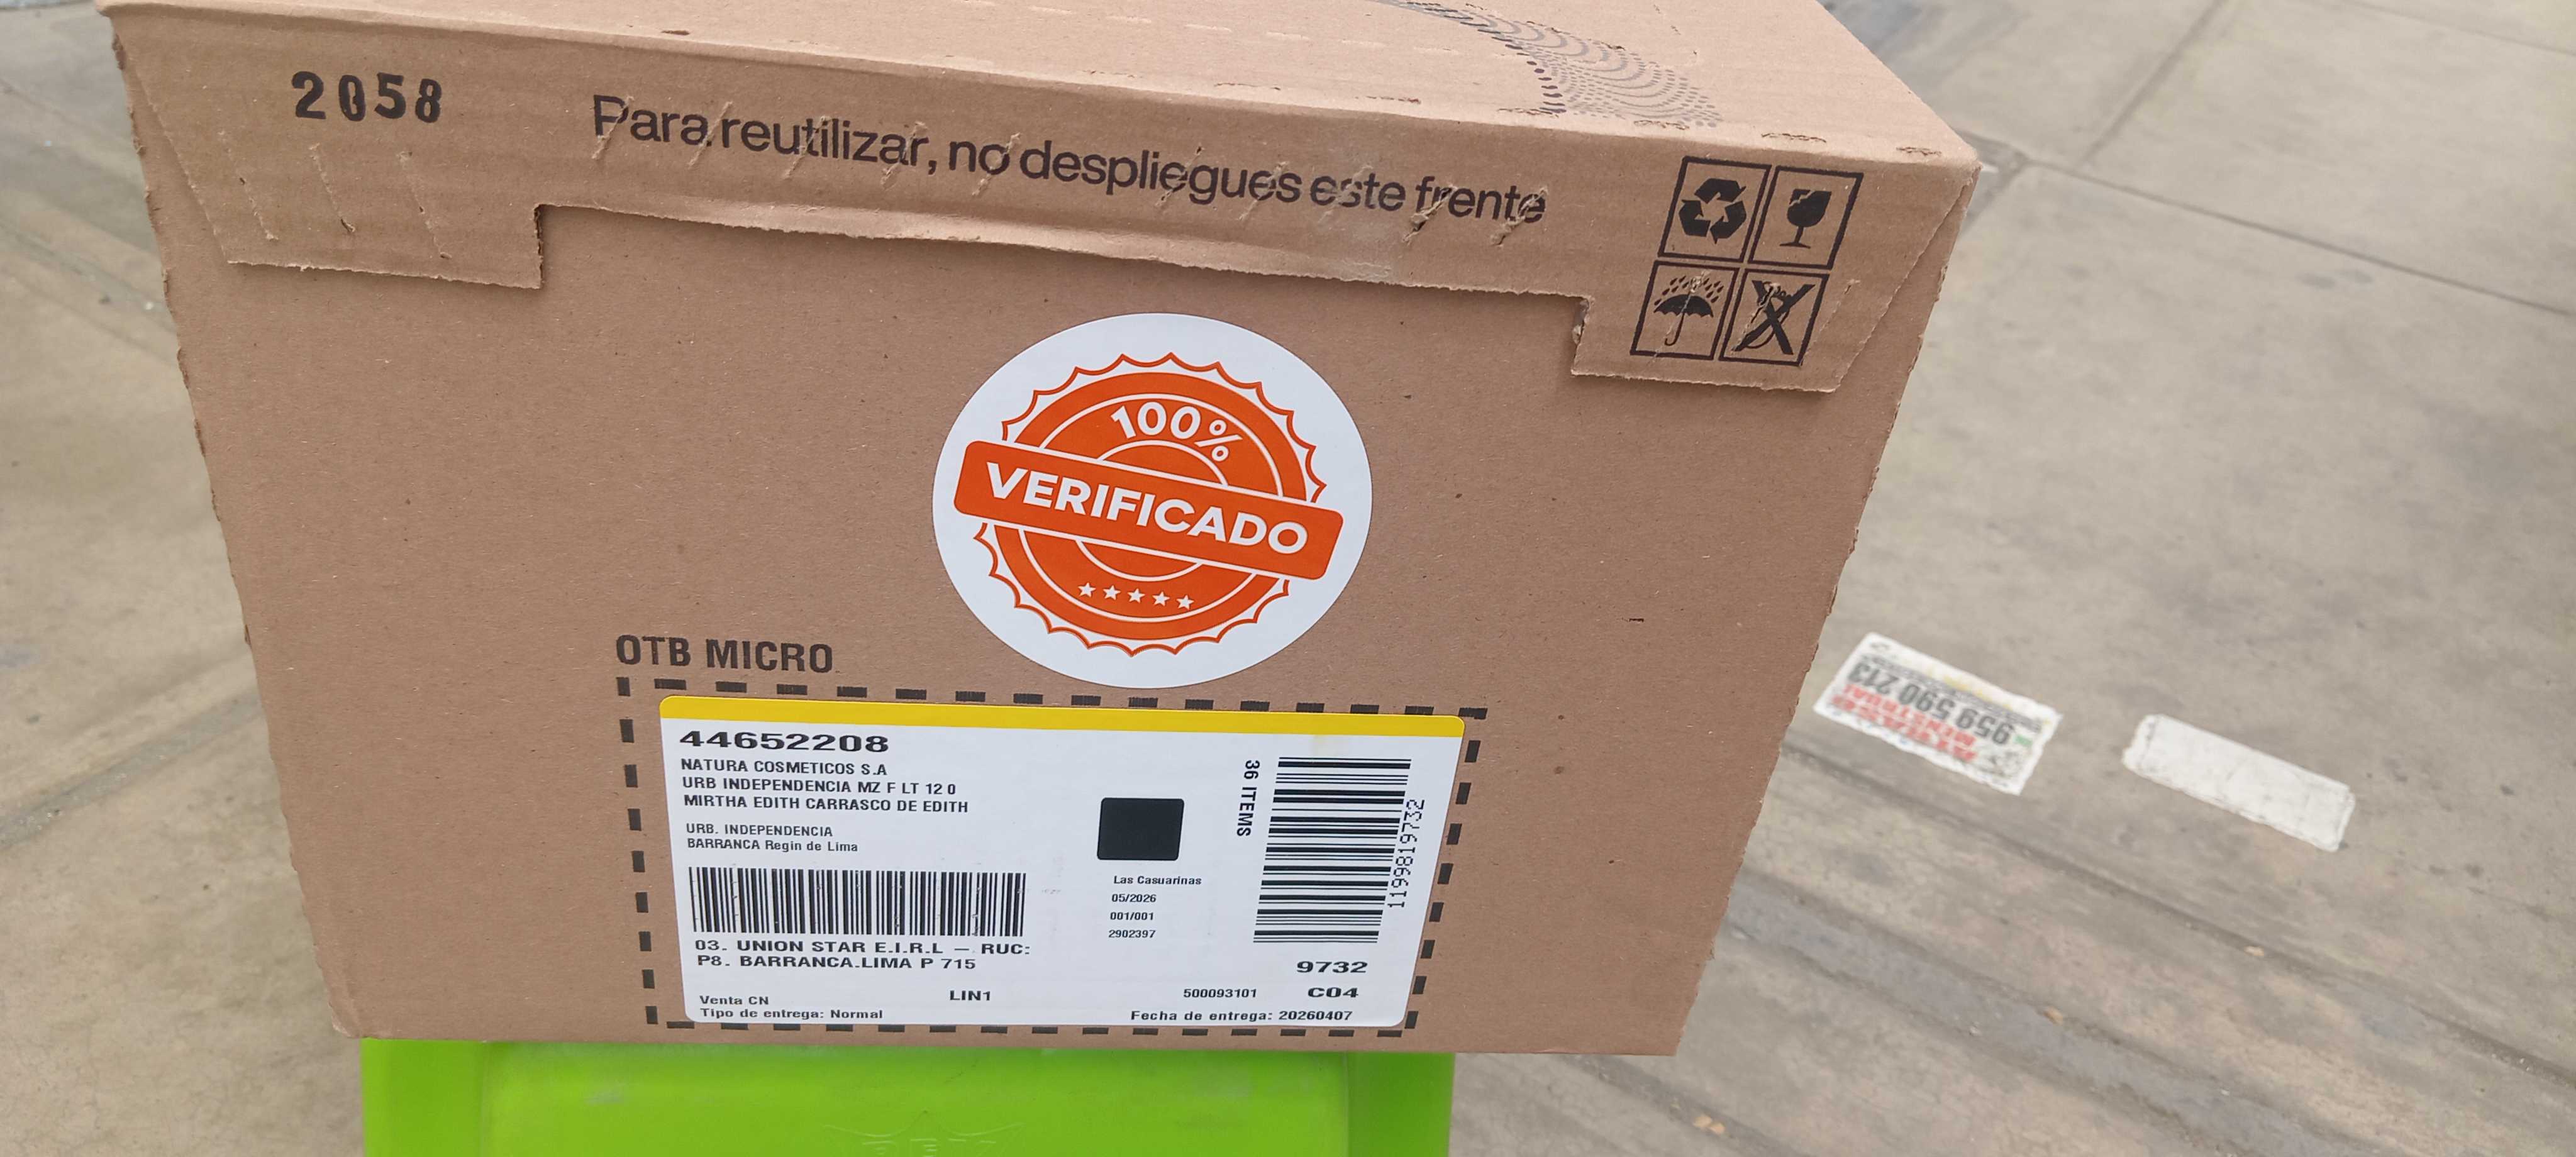 2058
Para reutilizar, no despliegues este frente
100%
VERIFICADO
OTB MICRO
44652208
NATURA COSMETICOS S.A
URB INDEPENDENCIA MZ F LT 12 0
MIRTHA EDITH CARRASCO DE EDITH
URB. INDEPENDENCIA
BARRANCA Regin de Lima
36 ITEMS
1199819732
Las Casuarinas
05/2026
001/001
2902397
03. UNION STAR E.I.R.L – RUC:
P8. BARRANCA.LIMA P 715
9732
Venta CN
LIN1
500093101
C04
Tipo de entrega: Normal
Fecha de entrega: 20260407
959 590 213